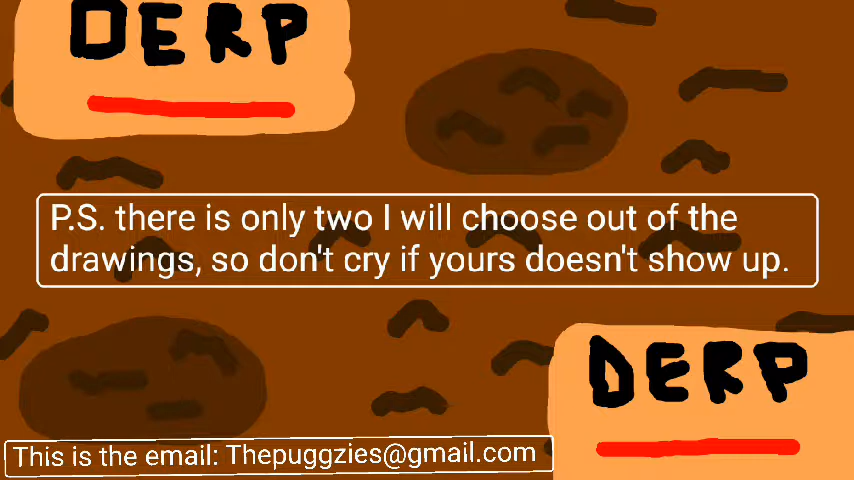 DERP
P.S. there is only two I will choose out of the
drawings, so don't cry if yours doesn't show up.
DERP
This is the email: Thepuggzies@gmail.com